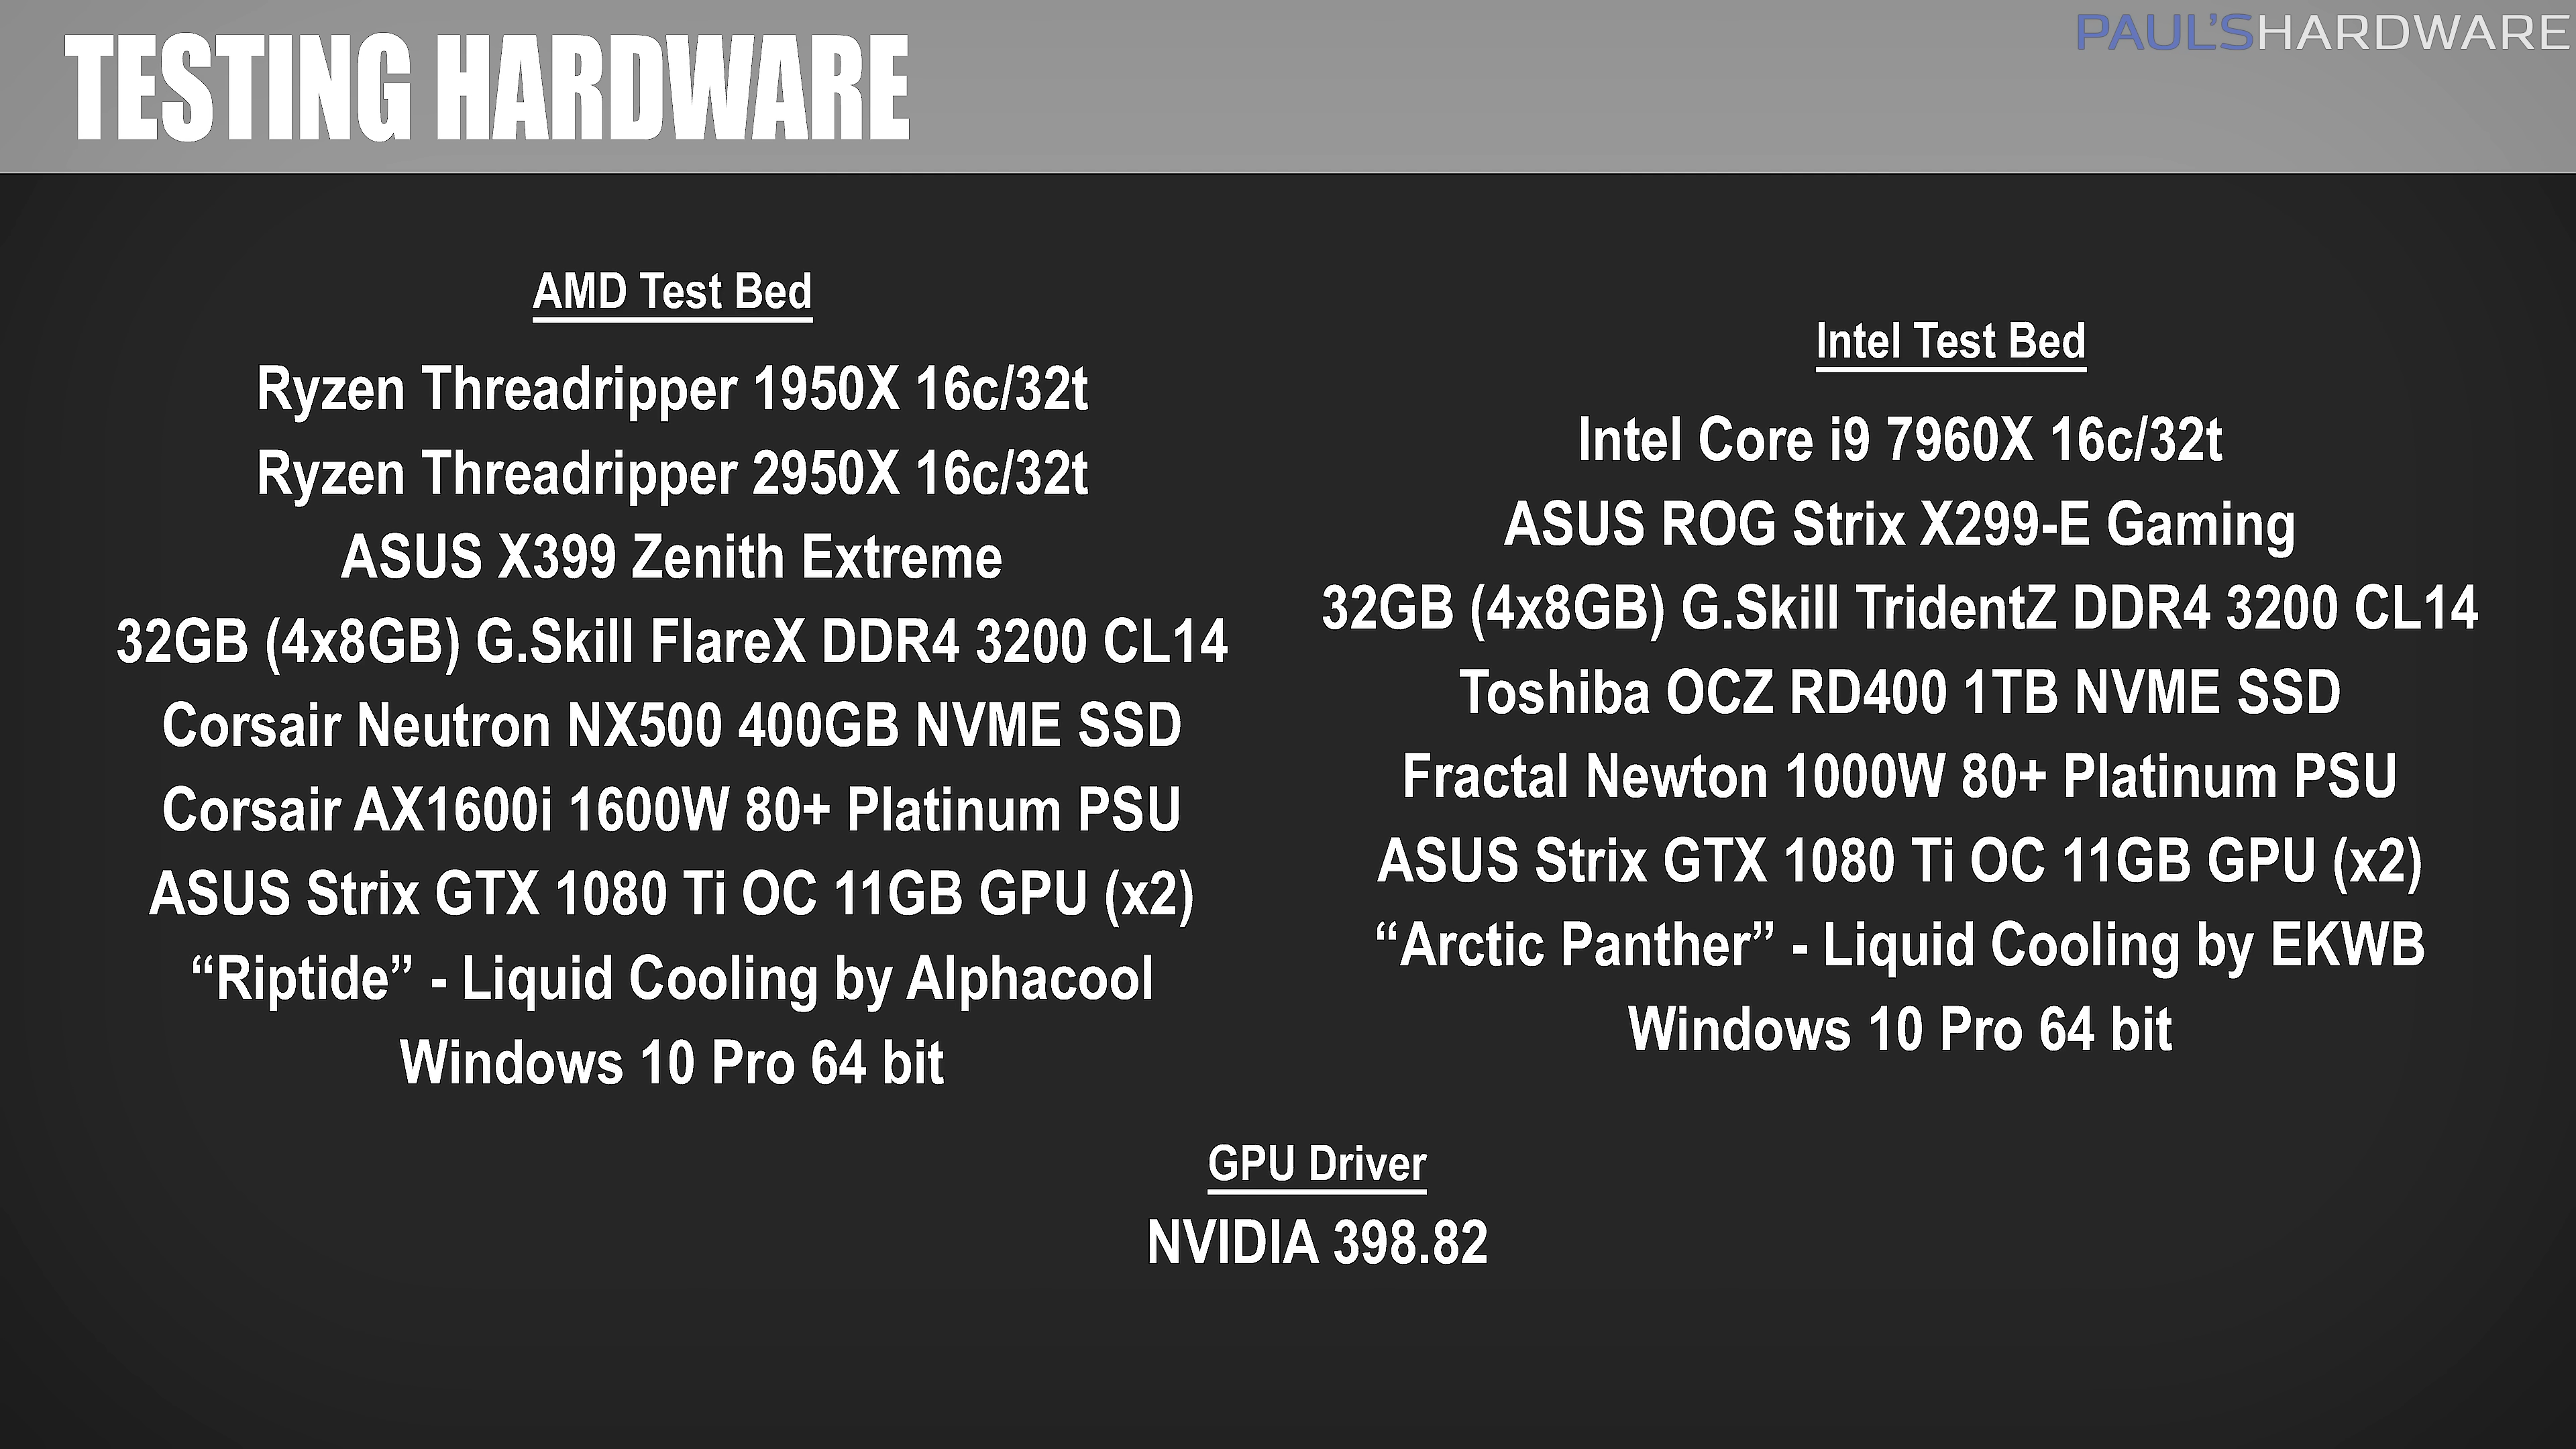 TESTING HARDWARE
PAUL'SHARDWARE
AMD Test Bed
Ryzen Threadripper 1950X 16c/32t
Ryzen Threadripper 2950X 16c/32t
ASUS X399 Zenith Extreme
32GB (4x8GB) G.Skill FlareX DDR4 3200 CL14
Corsair Neutron NX500 400GB NVME SSD
Corsair AX1600i 1600W 80+ Platinum PSU
ASUS Strix GTX 1080 Ti OC 11GB GPU (x2)
“Riptide” - Liquid Cooling by Alphacool
Windows 10 Pro 64 bit
Intel Test Bed
Intel Core i9 7960X 16c/32t
ASUS ROG Strix X299-E Gaming
32GB (4x8GB) G.Skill TridentZ DDR4 3200 CL14
Toshiba OCZ RD400 1TB NVME SSD
Fractal Newton 1000W 80+ Platinum PSU
ASUS Strix GTX 1080 Ti OC 11GB GPU (x2)
“Arctic Panther” - Liquid Cooling by EKWB
Windows 10 Pro 64 bit
GPU Driver
NVIDIA 398.82